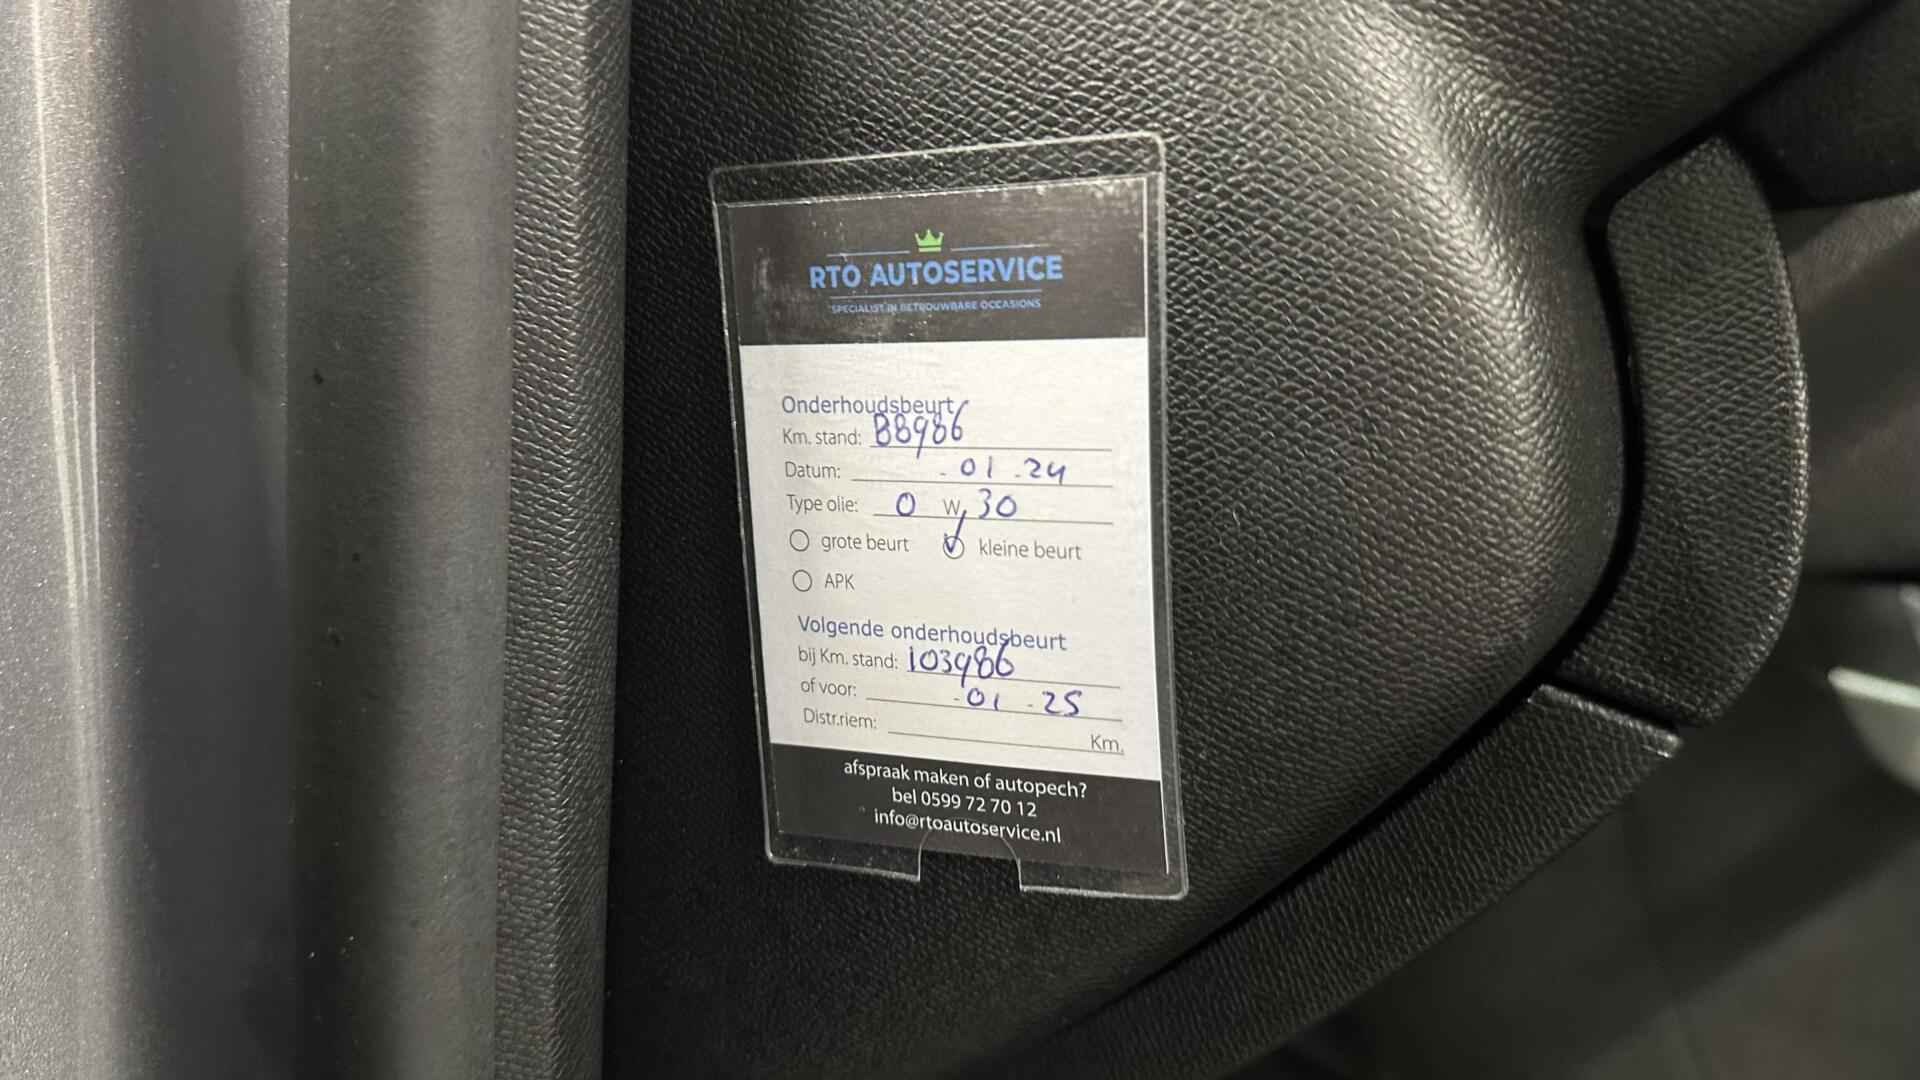 RTO AUTOSERVICE
SPECIALIST IN BETROUWBARE OCCASIONS
Onderhoudsbeurt
Km. stand: 88986
Datum: - 01 - 24
Type olie: 0 W 30
grote beurt kleine beurt
APK
Volgende onderhoudsbeurt
bij Km. stand: 103986
of voor: - 01 - 25
Distr.riem: Km.
afspraak maken of autopech?
bel 0599 72 70 12
info@rtoautoservice.nl